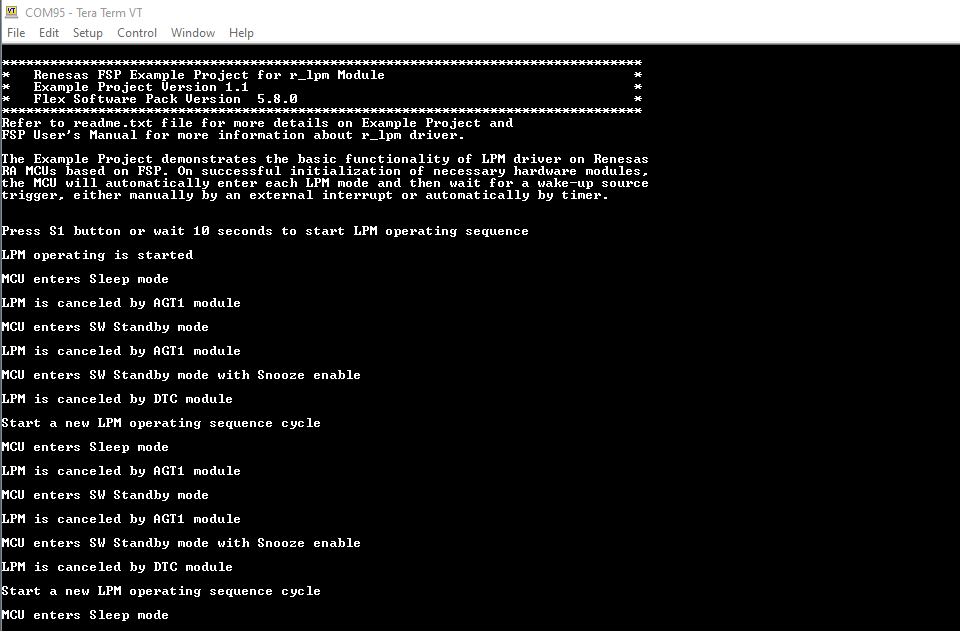 VT COM95 - Tera Term VT
File Edit Setup Control Window Help
********************************************************************************
*   Renesas FSP Example Project for r_lpm Module                               *
*   Example Project Version 1.1                                                *
*   Flex Software Pack Version  5.8.0                                          *
********************************************************************************
Refer to readme.txt file for more details on Example Project and
FSP User's Manual for more information about r_lpm driver.
The Example Project demonstrates the basic functionality of LPM driver on Renesas
RA MCUs based on FSP. On successful initialization of necessary hardware modules,
the MCU will automatically enter each LPM mode and then wait for a wake-up source
trigger, either manually by an external interrupt or automatically by timer.
Press S1 button or wait 10 seconds to start LPM operating sequence
LPM operating is started
MCU enters Sleep mode
LPM is canceled by AGT1 module
MCU enters SW Standby mode
LPM is canceled by AGT1 module
MCU enters SW Standby mode with Snooze enable
LPM is canceled by DTC module
Start a new LPM operating sequence cycle
MCU enters Sleep mode
LPM is canceled by AGT1 module
MCU enters SW Standby mode
LPM is canceled by AGT1 module
MCU enters SW Standby mode with Snooze enable
LPM is canceled by DTC module
Start a new LPM operating sequence cycle
MCU enters Sleep mode